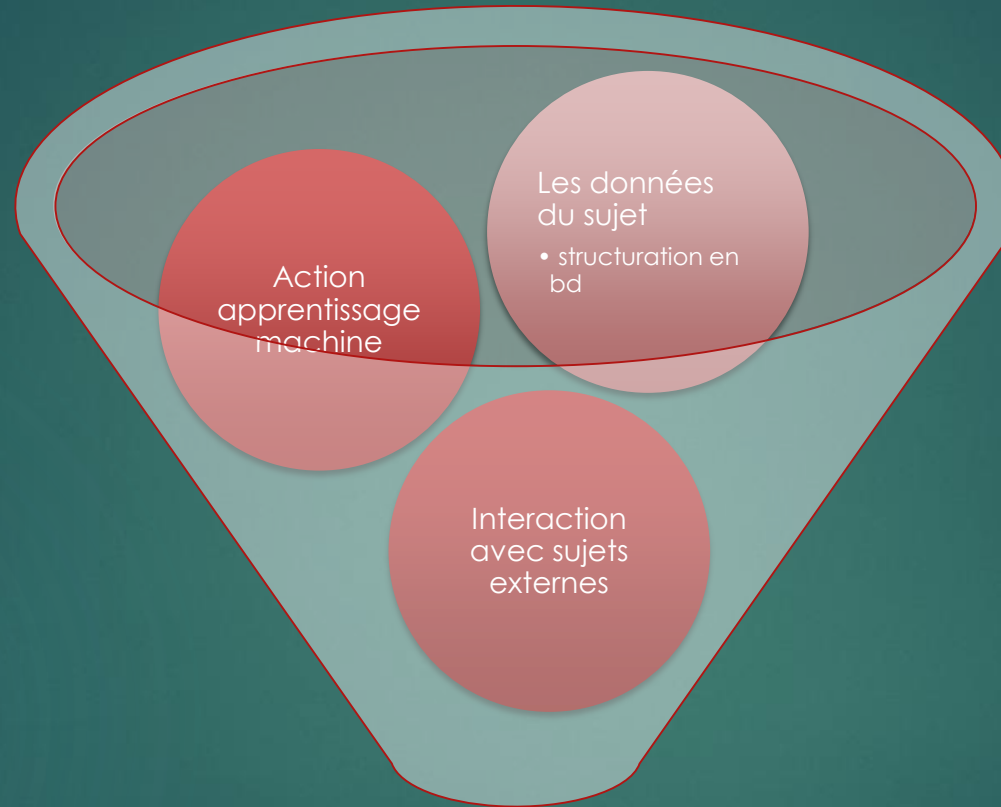 Les données
du sujet
• structuration en
bd
Action
apprentissage
machine
Interaction
avec sujets
externes